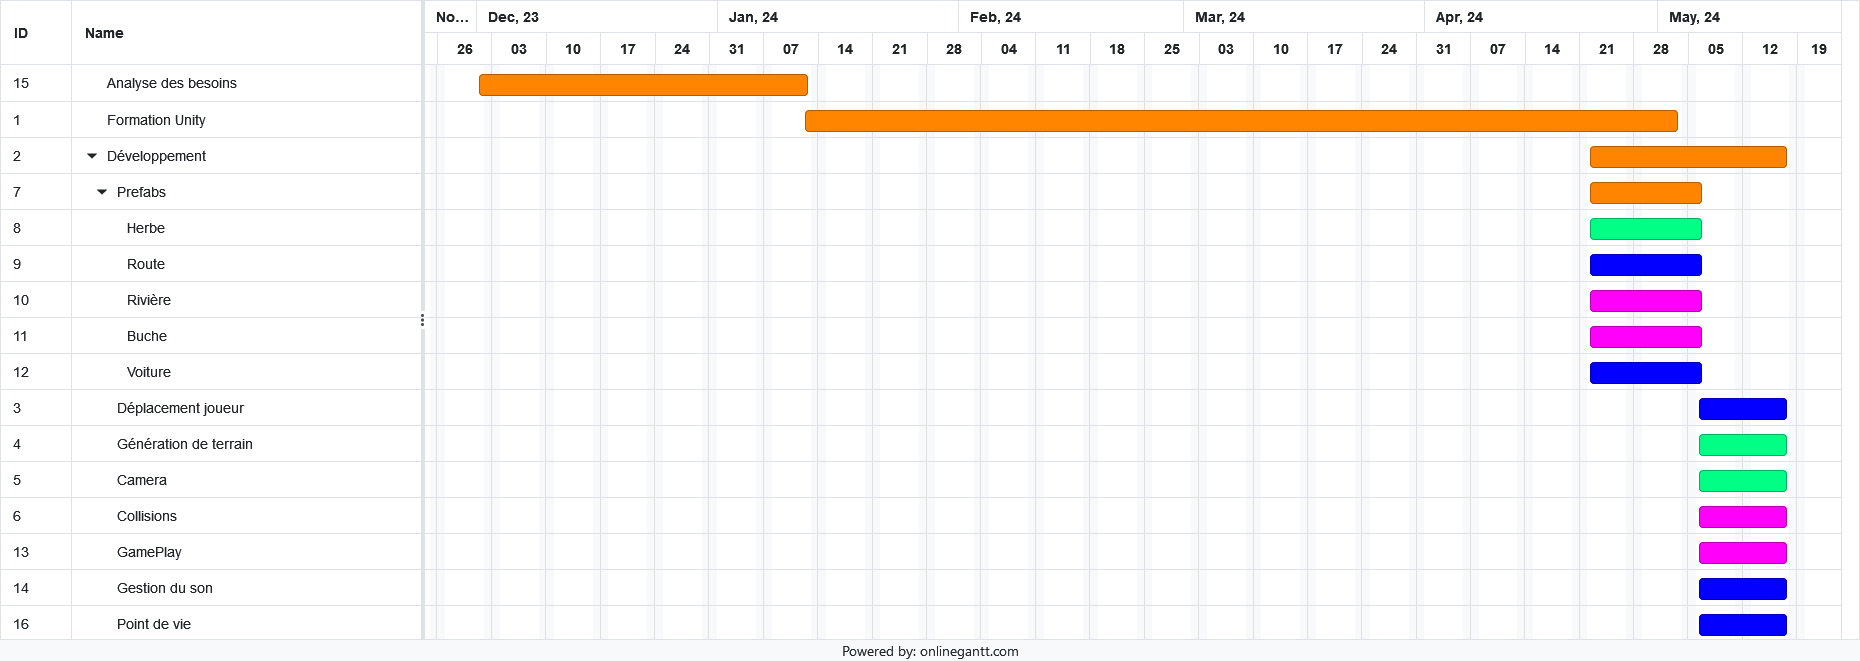 ID Name No... Dec, 23 Jan, 24 Feb, 24 Mar, 24 Apr, 24 May, 24
26 03 10 17 24 31 07 14 21 28 04 11 18 25 03 10 17 24 31 07 14 21 28 05 12 19
15 Analyse des besoins
1 Formation Unity
2 Développement
7 Prefabs
8 Herbe
9 Route
10 Rivière
11 Buche
12 Voiture
3 Déplacement joueur
4 Génération de terrain
5 Camera
6 Collisions
13 GamePlay
14 Gestion du son
16 Point de vie
Powered by: onlinegantt.com